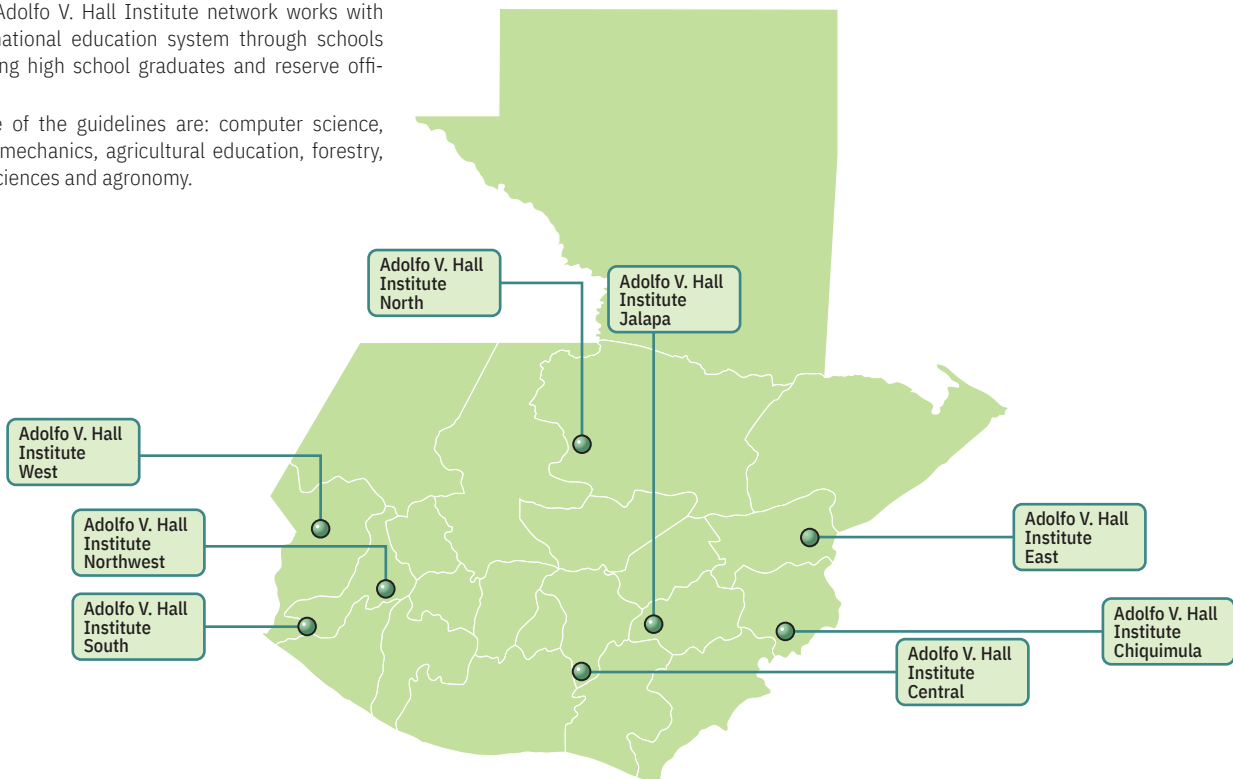 Adolfo V. Hall Institute network works with
national education system through schools
ng high school graduates and reserve offi-
e of the guidelines are: computer science,
mechanics, agricultural education, forestry,
ciences and agronomy.
Adolfo V. Hall
Institute
North
Adolfo V. Hall
Institute
Jalapa
Adolfo V. Hall
Institute
West
Adolfo V. Hall
Institute
Northwest
Adolfo V. Hall
Institute
South
Adolfo V. Hall
Institute
East
Adolfo V. Hall
Institute
Chiquimula
Adolfo V. Hall
Institute
Central